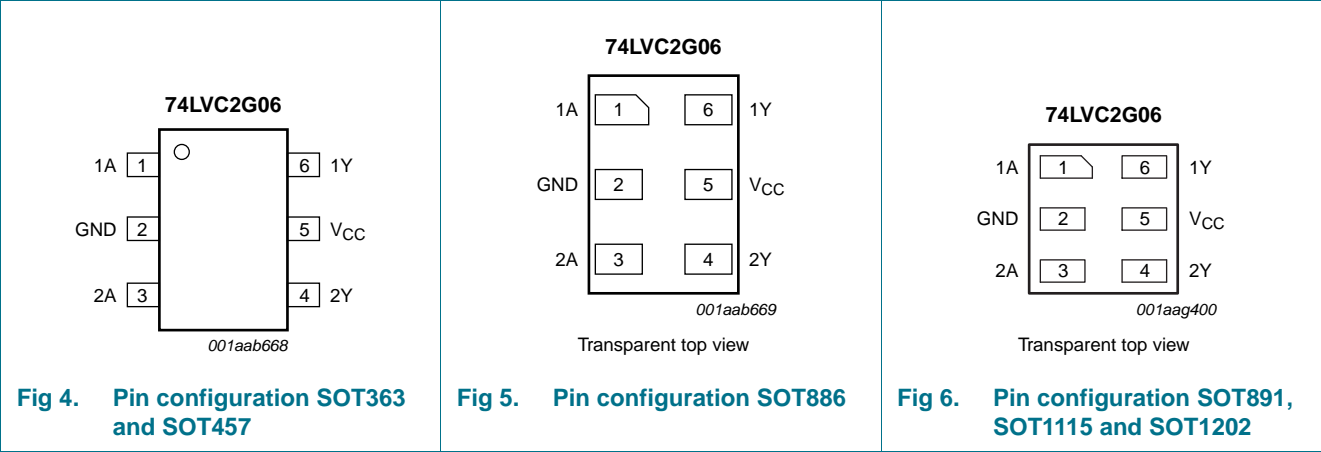 74LVC2G06
1A 1 6 1Y
GND 2 5 VCC
2A 3 4 2Y
001aab668
Fig 4. Pin configuration SOT363
and SOT457
74LVC2G06
1A 1 6 1Y
GND 2 5 VCC
2A 3 4 2Y
001aab669
Transparent top view
Fig 5. Pin configuration SOT886
74LVC2G06
1A 1 6 1Y
GND 2 5 VCC
2A 3 4 2Y
001aag400
Transparent top view
Fig 6. Pin configuration SOT891,
SOT1115 and SOT1202